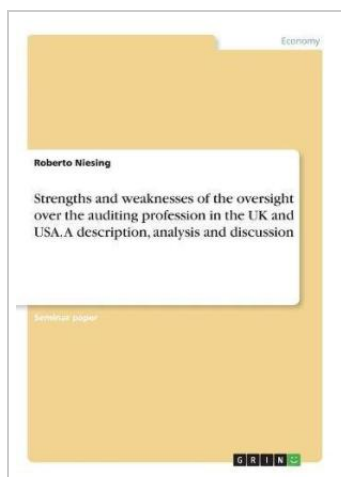 Economy
Roberto Niesing
Strengths and weaknesses of the oversight
over the auditing profession in the UK and
USA. A description, analysis and discussion
Seminar paper
GRIN